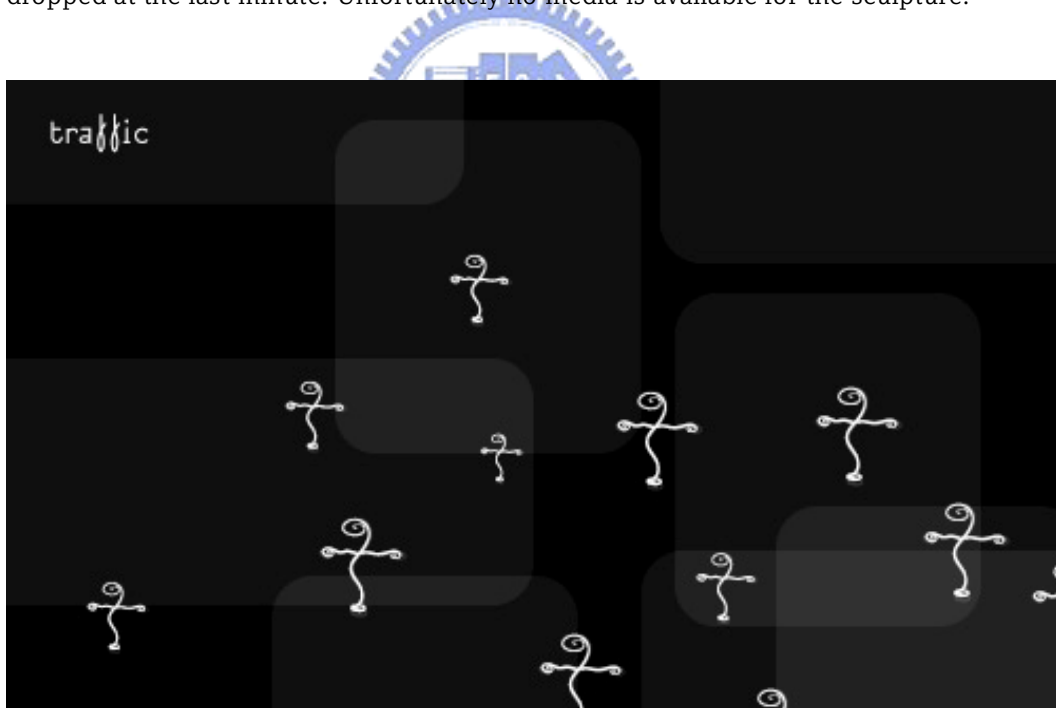 dropped at the last minute. Unfortunately no media is available for the sculpture.
traffic